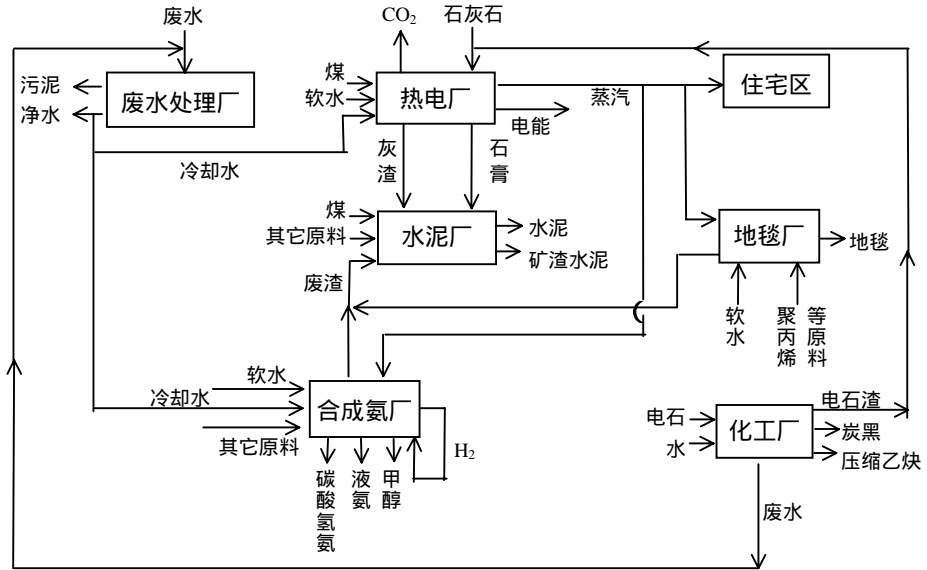 废水
CO₂
石灰石
污泥
净水
废水处理厂
煤
软水
热电厂
蒸汽
住宅区
电能
冷却水
灰渣
石膏
煤
其它原料
水泥厂
水泥
矿渣水泥
地毯厂
地毯
废渣
软水
聚丙烯
等原料
软水
冷却水
其它原料
合成氨厂
H₂
碳酸氢氨
液氨
甲醇
电石
水
化工厂
电石渣
炭黑
压缩乙炔
废水